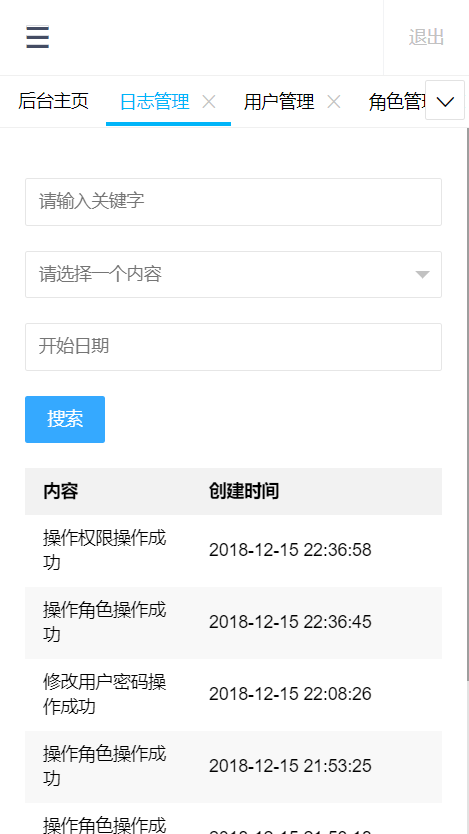 退出
后台主页 日志管理 用户管理 角色管
请输入关键字
请选择一个内容
开始日期
搜索
内容 创建时间
操作权限操作成
功
2018-12-15 22:36:58
操作角色操作成
功
2018-12-15 22:36:45
修改用户密码操
作成功
2018-12-15 22:08:26
操作角色操作成
功
2018-12-15 21:53:25
操作角色操作成